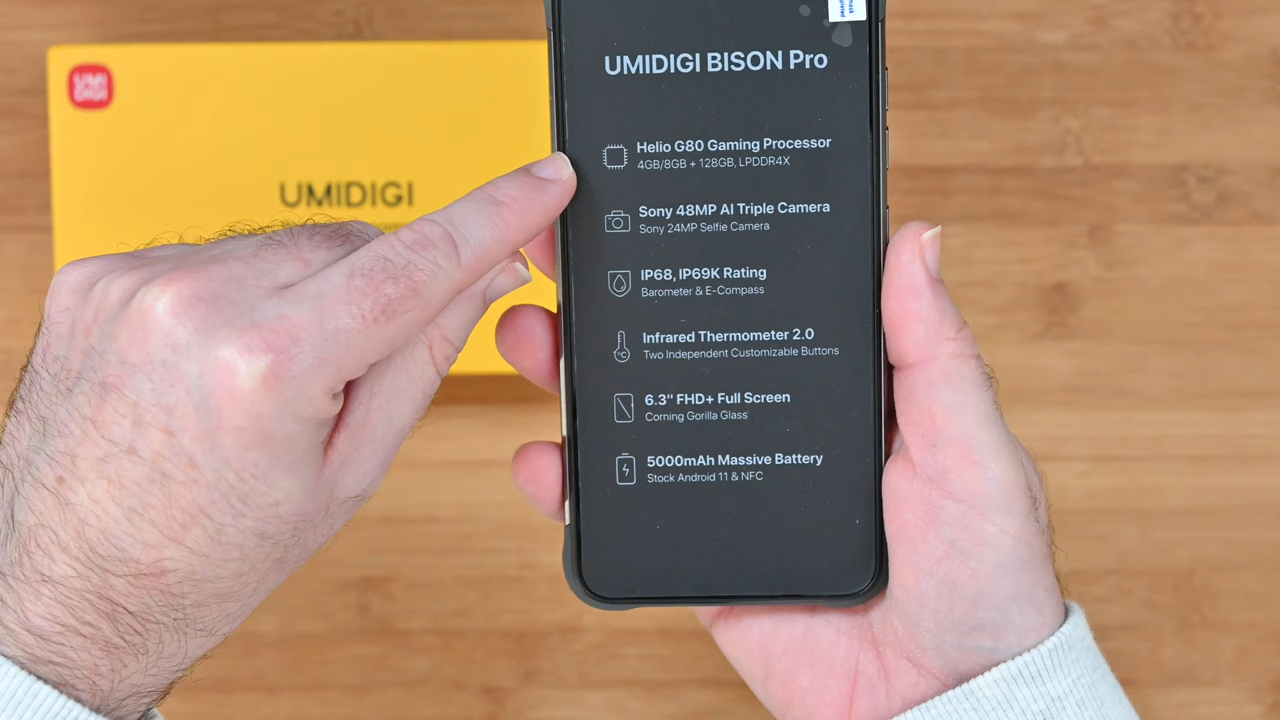 UMI
DIGI
UMIDIGI
UMIDIGI BISON Pro
Helio G80 Gaming Processor
4GB/8GB + 128GB, LPDDR4X
Sony 48MP AI Triple Camera
Sony 24MP Selfie Camera
IP68, IP69K Rating
Barometer & E-Compass
Infrared Thermometer 2.0
°C
Two Independent Customizable Buttons
6.3" FHD+ Full Screen
Corning Gorilla Glass
5000mAh Massive Battery
Stock Android 11 & NFC